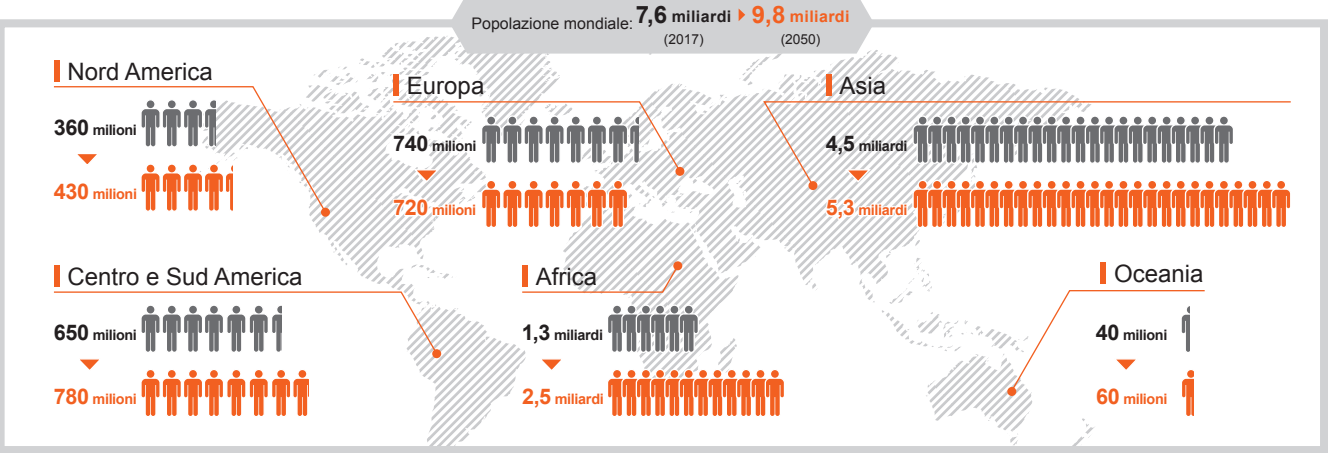 Popolazione mondiale: 7,6 miliardi 9,8 miliardi
(2017) (2050)
Nord America
360 milioni
430 milioni
Europa
740 milioni
720 milioni
Asia
4,5 miliardi
5,3 miliardi
Centro e Sud America
650 milioni
780 milioni
Africa
1,3 miliardi
2,5 miliardi
Oceania
40 milioni
60 milioni